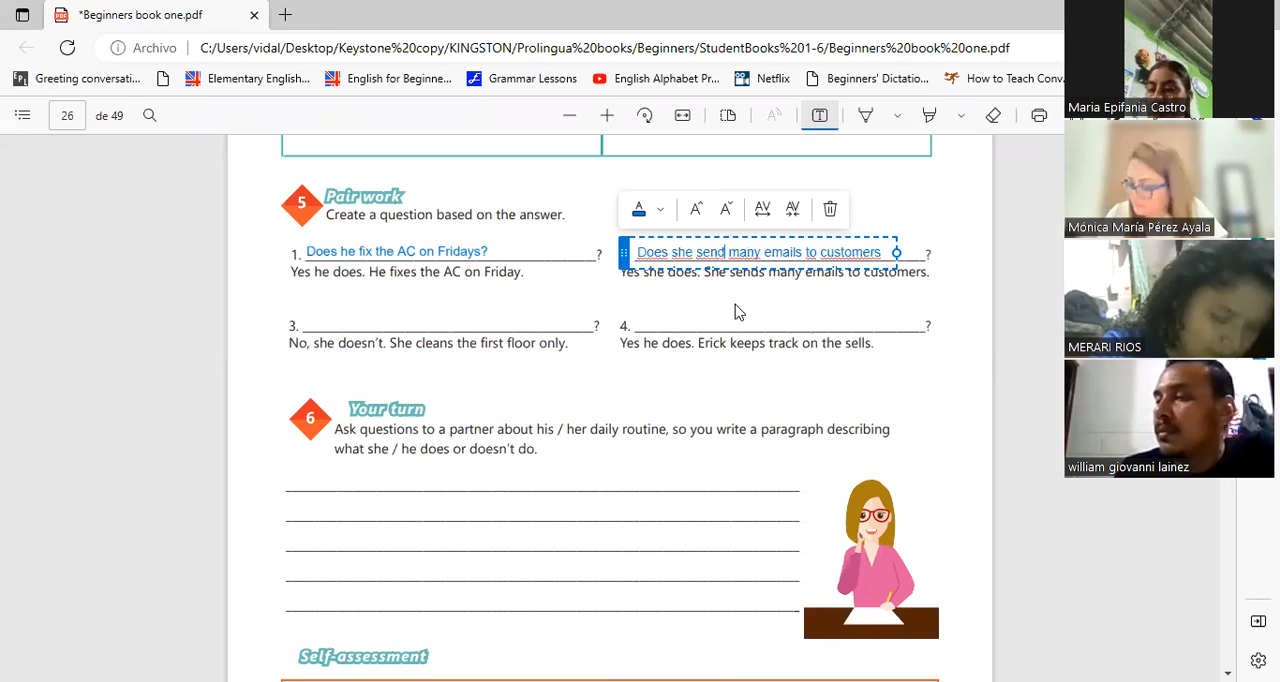 *Beginners book one.pdf
Archivo C:/Users/vidal/Desktop/Keystone%20copy/KINGSTON/Prolingua%20books/Beginners/StudentBooks%201-6/Beginners%20book%20one.pdf
Greeting conversati... Elementary English... English for Beginne... Grammar Lessons English Alphabet Pr... Netflix Beginners' Dictatio... How to Teach Conv
26 de 49
5 Pair work
Create a question based on the answer.
1. Does he fix the AC on Fridays? ?
Yes he does. He fixes the AC on Friday.
Does she send many emails to customers ?
Yes she does. She sends many emails to customers.
3. ?
No, she doesn't. She cleans the first floor only.
4. ?
Yes he does. Erick keeps track on the sells.
6 Your turn
Ask questions to a partner about his / her daily routine, so you write a paragraph describing
what she / he does or doesn't do.
Self-assessment
Maria Epifania Castro
Mónica María Pérez Ayala
MERARI RIOS
william giovanni lainez